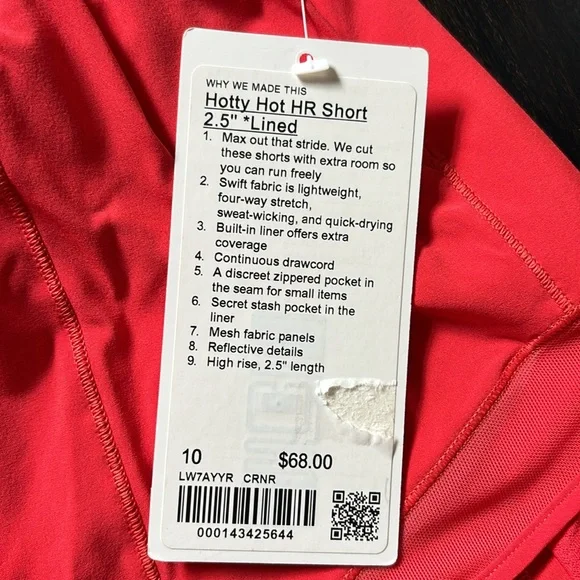 WHY WE MADE THIS
Hotty Hot HR Short
2.5" *Lined
1. Max out that stride. We cut
these shorts with extra room so
you can run freely
2. Swift fabric is lightweight,
four-way stretch,
sweat-wicking, and quick-drying
3. Built-in liner offers extra
coverage
4. Continuous drawcord
5. A discreet zippered pocket in
the seam for small items
6. Secret stash pocket in the
liner
7. Mesh fabric panels
8. Reflective details
9. High rise, 2.5" length
10 $68.00
LW7AYYR CRNR
000143425644